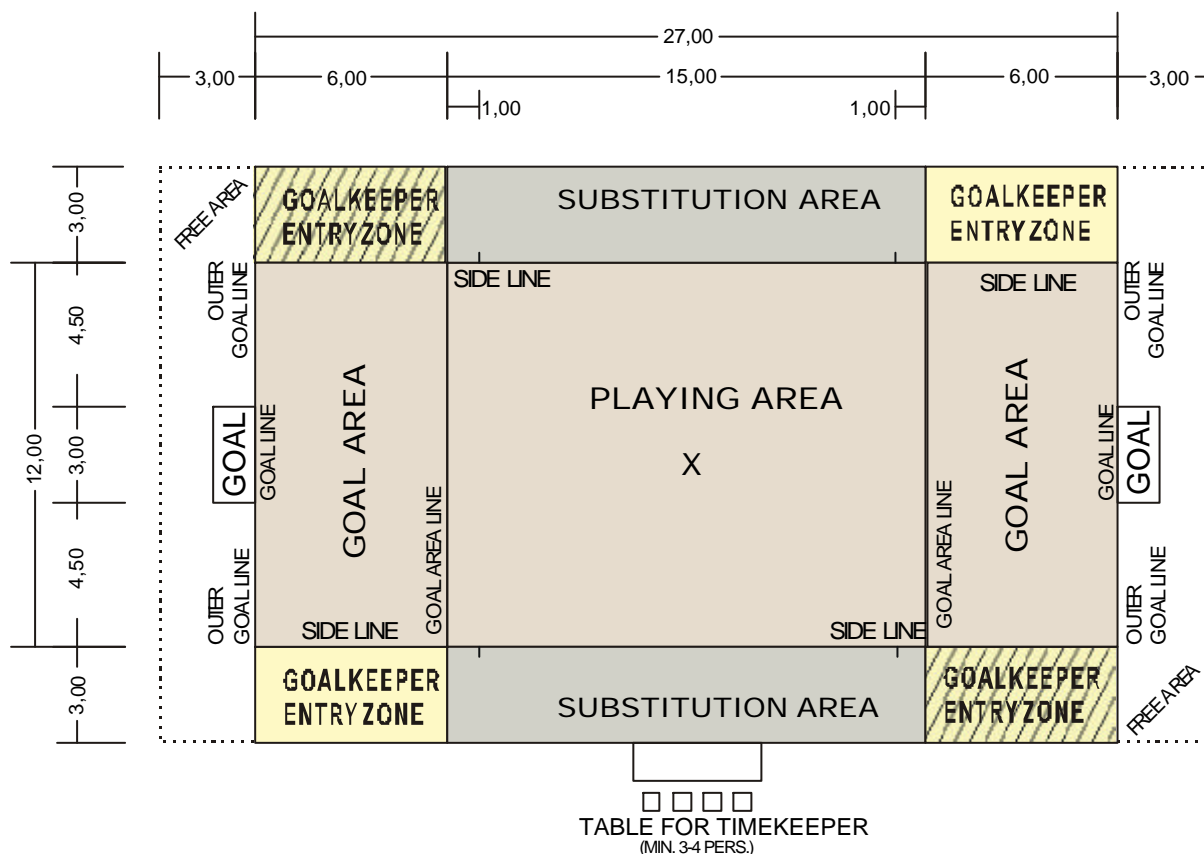 27,00
3,00
6,00
15,00
6,00
3,00
1,00
1,00
3,00
FREE AREA
GOALKEEPER
ENTRY ZONE
SUBSTITUTION AREA
GOALKEEPER
ENTRY ZONE
OUTER
GOAL LINE
SIDE LINE
SIDE LINE
OUTER
GOAL LINE
4,50
12,00
3,00
GOAL
GOAL LINE
GOAL AREA
PLAYING AREA
X
GOAL AREA
GOAL LINE
GOAL
4,50
OUTER
GOAL LINE
GOAL AREA LINE
GOAL AREA LINE
OUTER
GOAL LINE
SIDE LINE
SIDE LINE
3,00
GOALKEEPER
ENTRY ZONE
SUBSTITUTION AREA
GOALKEEPER
ENTRY ZONE
FREE AREA
TABLE FOR TIMEKEEPER
(MIN. 3-4 PERS.)